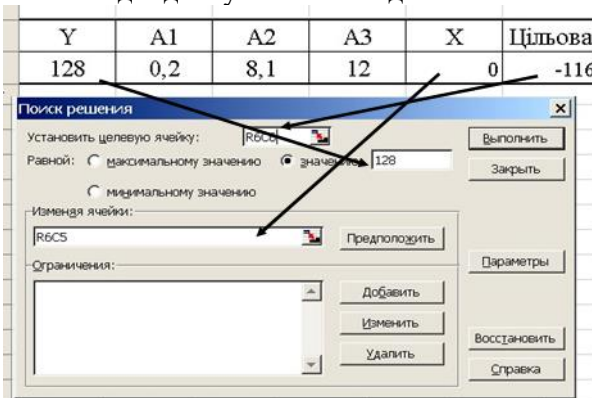 Y A1 A2 A3 X Цільова
128 0,2 8,1 12 0 -116
Поиск решения
Установить целевую ячейку: R6C6 Выполнить
Равной: максимальному значению значению 128 Закрыть
минимальному значению
Изменяя ячейки:
R6C5 Предположить
Параметры
Ограничения:
Добавить
Изменить
Восстановить
Удалить
Справка